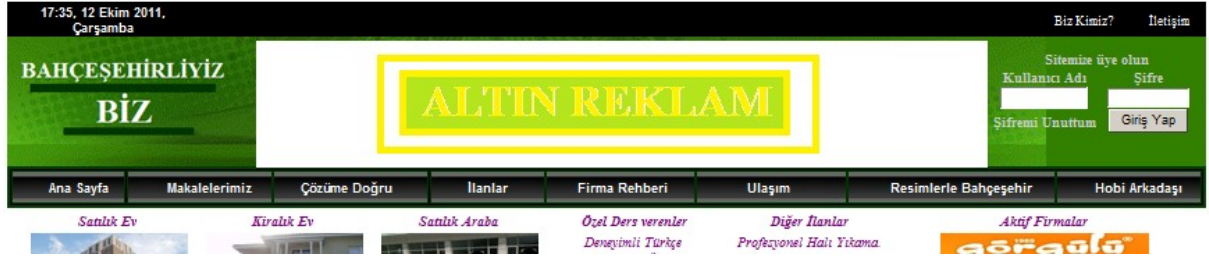 17:35, 12 Ekim 2011,
Çarşamba
Biz Kimiz? İletişim
BAHÇEŞEHİRLİYİZ
BİZ
ALTIN REKLAM
Sitemize üye olun
Kullanıcı Adı Şifre
Şifremi Unuttum Giriş Yap
Ana Sayfa Makalelerimiz Çözüme Doğru İlanlar Firma Rehberi Ulaşım Resimlerle Bahçeşehir Hobi Arkadaşı
Satılık Ev Kiralık Ev Satılık Araba Özel Ders verenler Diğer İlanlar Aktif Firmalar
Deneyimli Türkçe Profesyonel Halı Yıkama.
görgülü